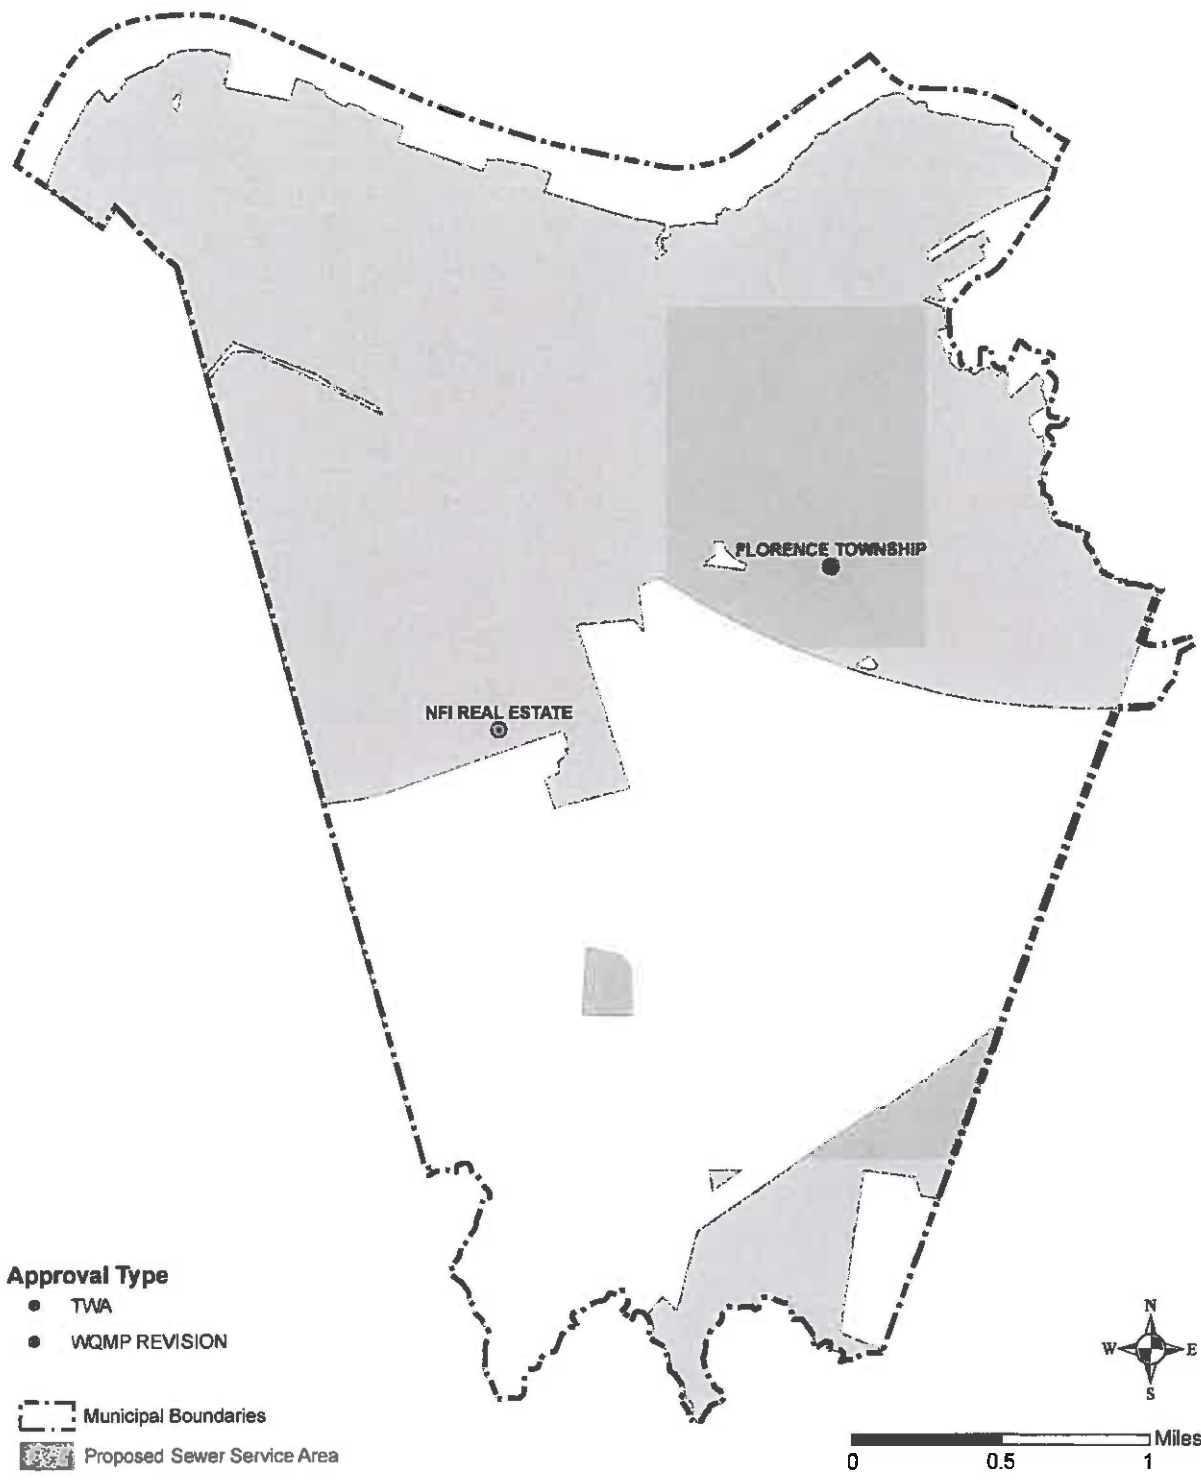 FLORENCE TOWNSHIP
NFI REAL ESTATE
Approval Type
TWA
WQMP REVISION
Municipal Boundaries
Proposed Sewer Service Area
N
W E
S
Miles
0 0.5 1